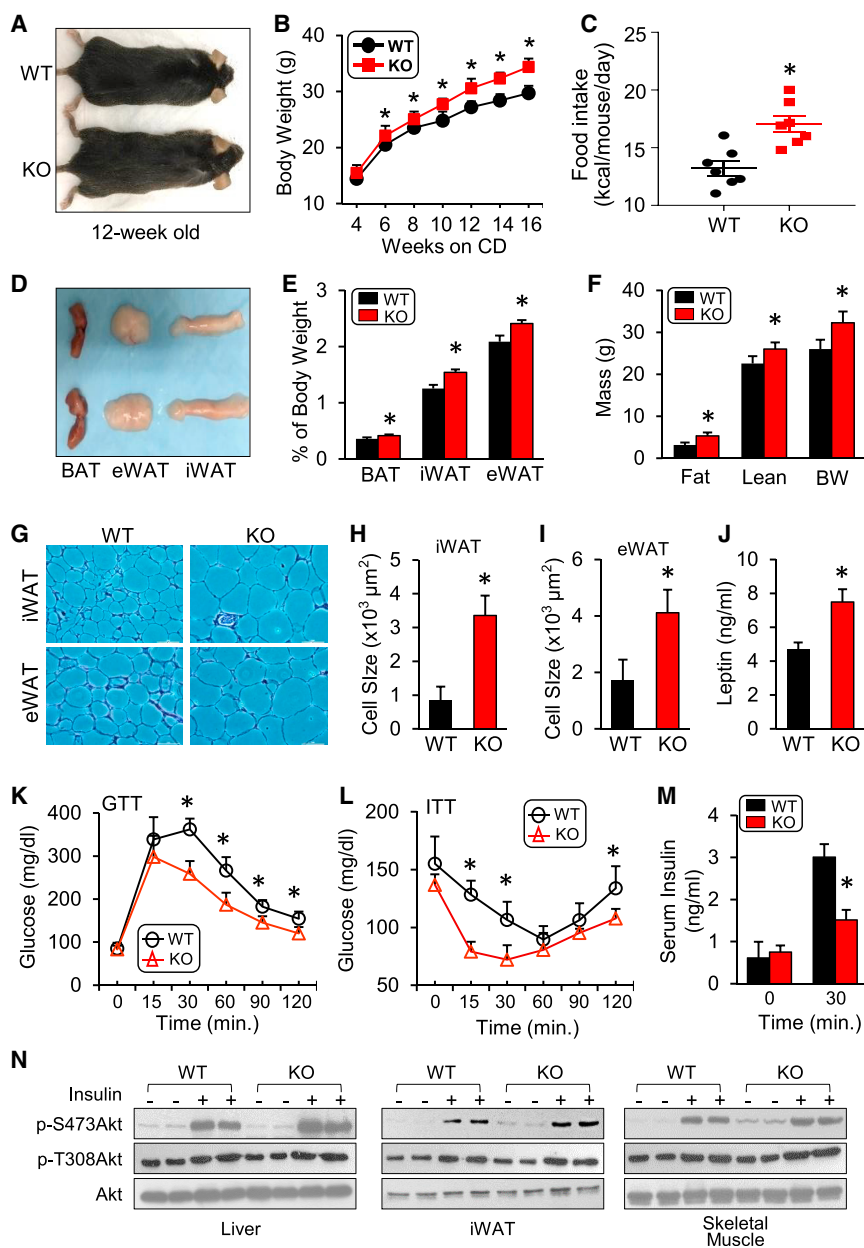 A
WT
KO
12-week old
B
WT
KO
Body Weight (g)
40
30
20
10
* * * * * *
4 6 8 10 12 14 16
Weeks on CD
C
Food intake
(kcal/mouse/day)
25
20
15
10
*
WT KO
D
BAT eWAT iWAT
E
WT
KO
% of Body Weight
3
2
1
0
* * *
BAT iWAT eWAT
F
WT
KO
Mass (g)
40
30
20
10
0
* * *
Fat Lean BW
G
WT KO
iWAT
eWAT
H
iWAT
Cell SIze (x10³ µm²)
5
4
3
2
1
0
*
WT KO
I
eWAT
Cell SIze (x10³ µm²)
6
4
2
0
*
WT KO
J
Leptin (ng/ml)
10
8
6
4
2
0
*
WT KO
K
GTT
Glucose (mg/dl)
400
300
200
100
0
* * * *
WT
KO
0 15 30 60 90 120
Time (min.)
L
ITT
Glucose (mg/dl)
200
150
100
50
* * *
WT
KO
0 15 30 60 90 120
Time (min.)
M
WT
KO
Serum Insulin
(ng/ml)
4
3
2
1
0
*
0 30
Time (min.)
N
WT KO WT KO WT KO
Insulin - - + + - - + + - - + + - - + + - - + + - - + +
p-S473Akt
p-T308Akt
Akt
Liver iWAT Skeletal
Muscle